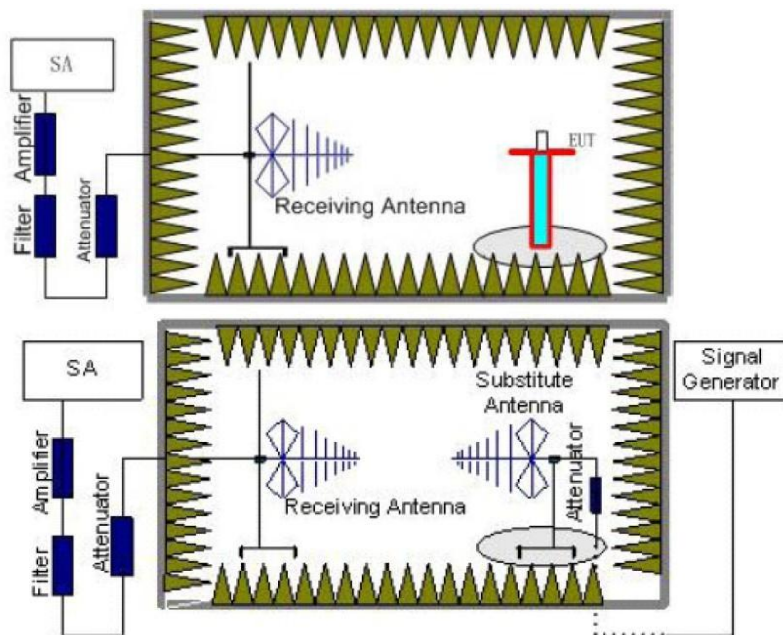 SA
Amplifier
Filter
Attenuator
Receiving Antenna
EUT
SA
Amplifier
Filter
Attenuator
Receiving Antenna
Substitute
Antenna
Attenuator
Signal
Generator